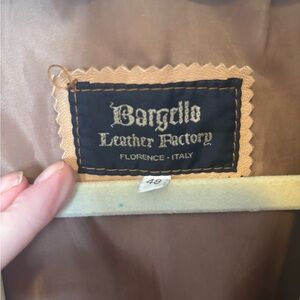 Bargello
Leather Factory
FLORENCE - ITALY
48